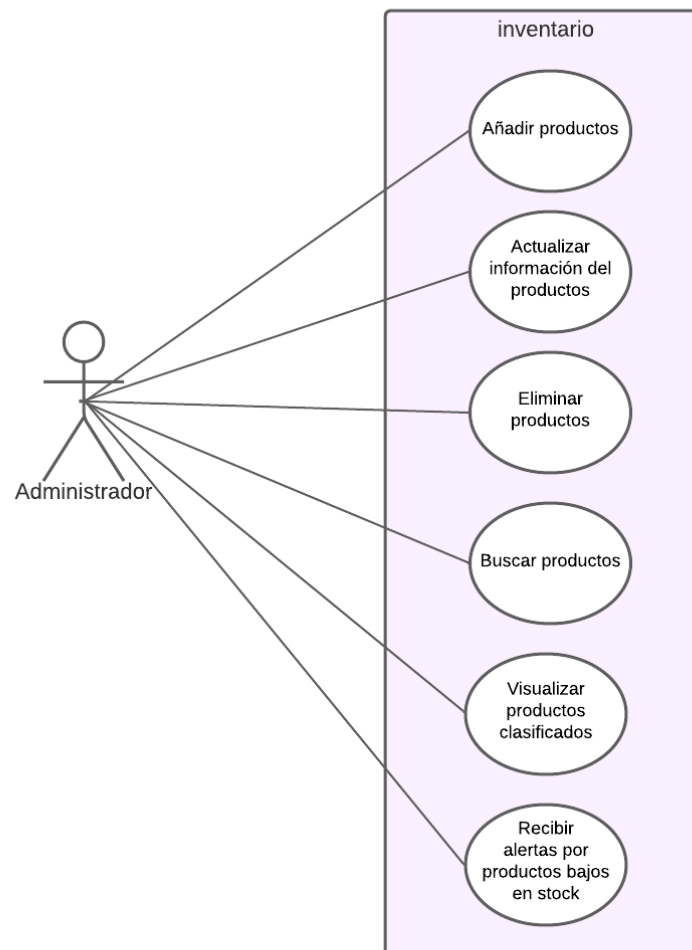 inventario
Añadir productos
Actualizar
información del
productos
Eliminar
productos
Administrador
Buscar productos
Visualizar
productos
clasificados
Recibir
alertas por
productos bajos
en stock